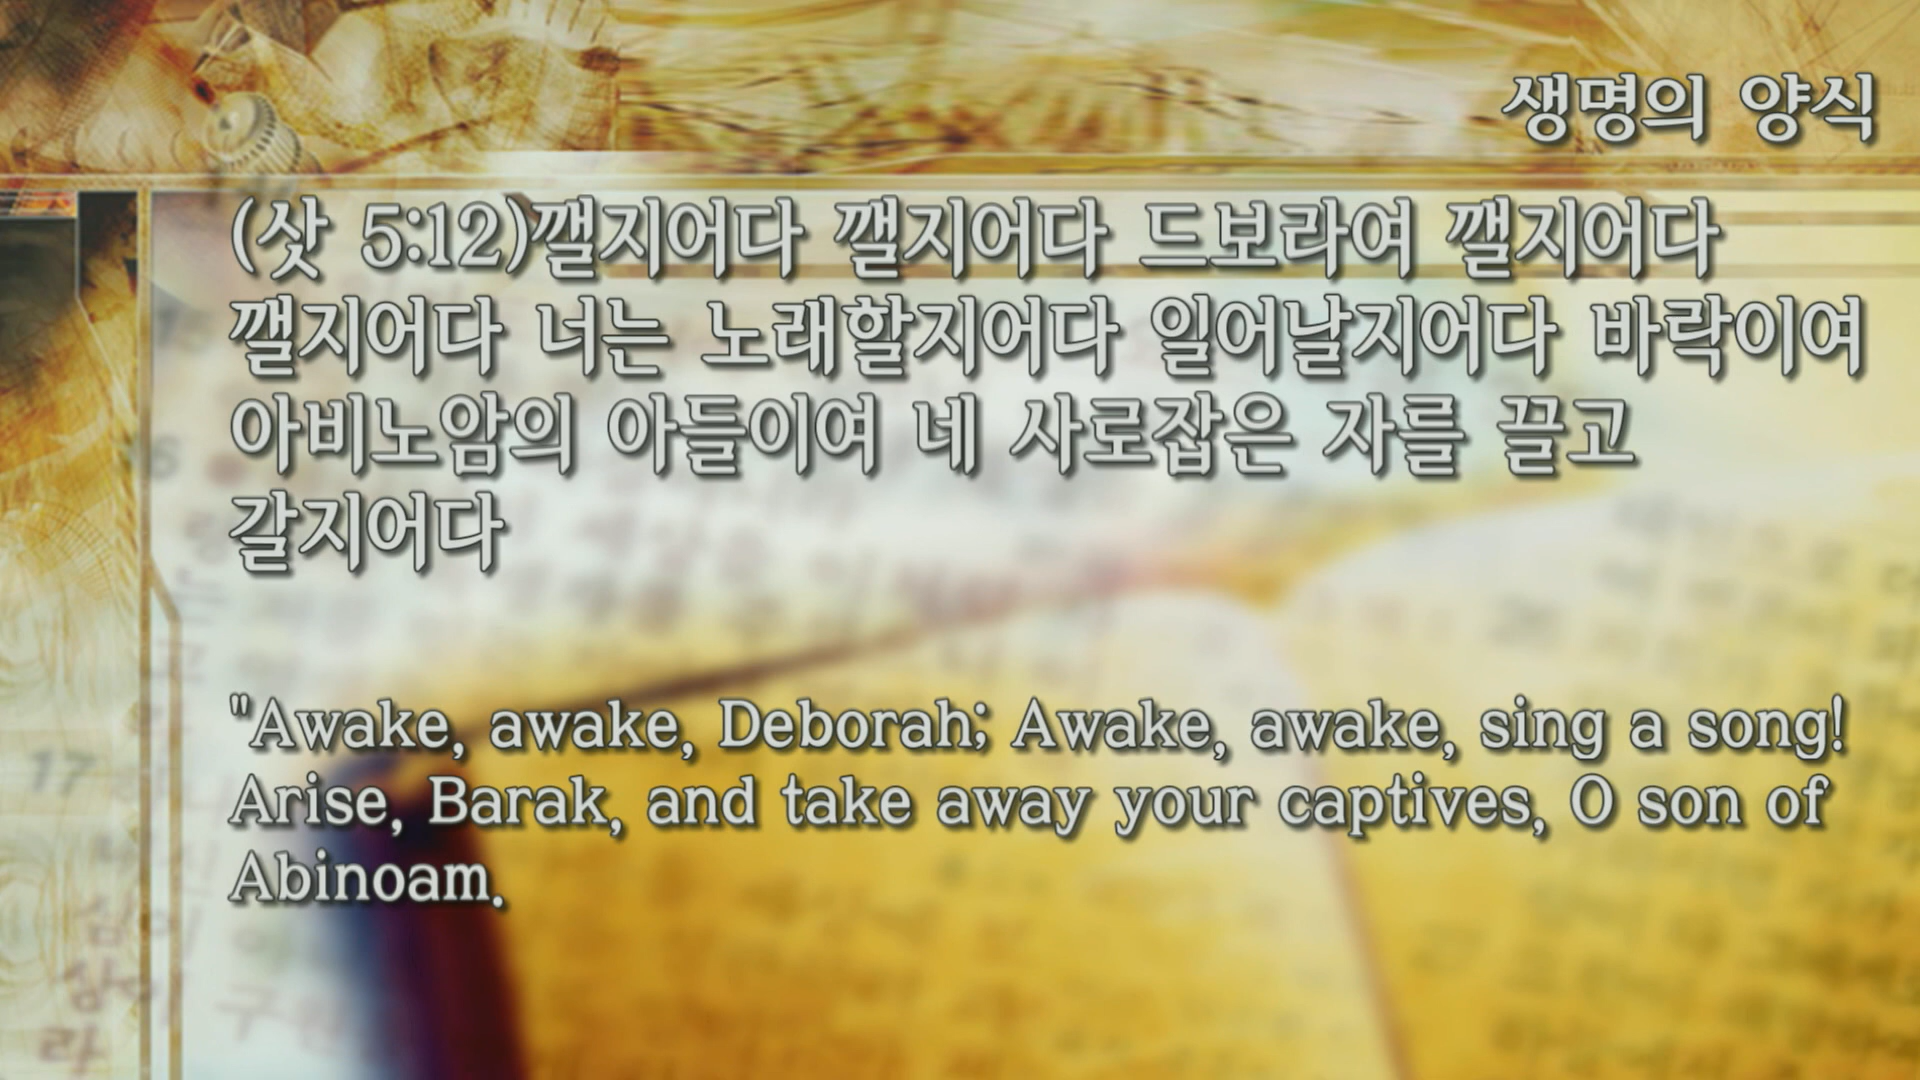 생명의 양식
(삿 5:12)깰지어다 깰지어다 드보라여 깰지어다
깰지어다 너는 노래할지어다 일어날지어다 바락이여
아비노암의 아들이여 네 사로잡은 자를 끌고
갈지어다
"Awake, awake, Deborah; Awake, awake, sing a song!
Arise, Barak, and take away your captives, O son of
Abinoam.
17